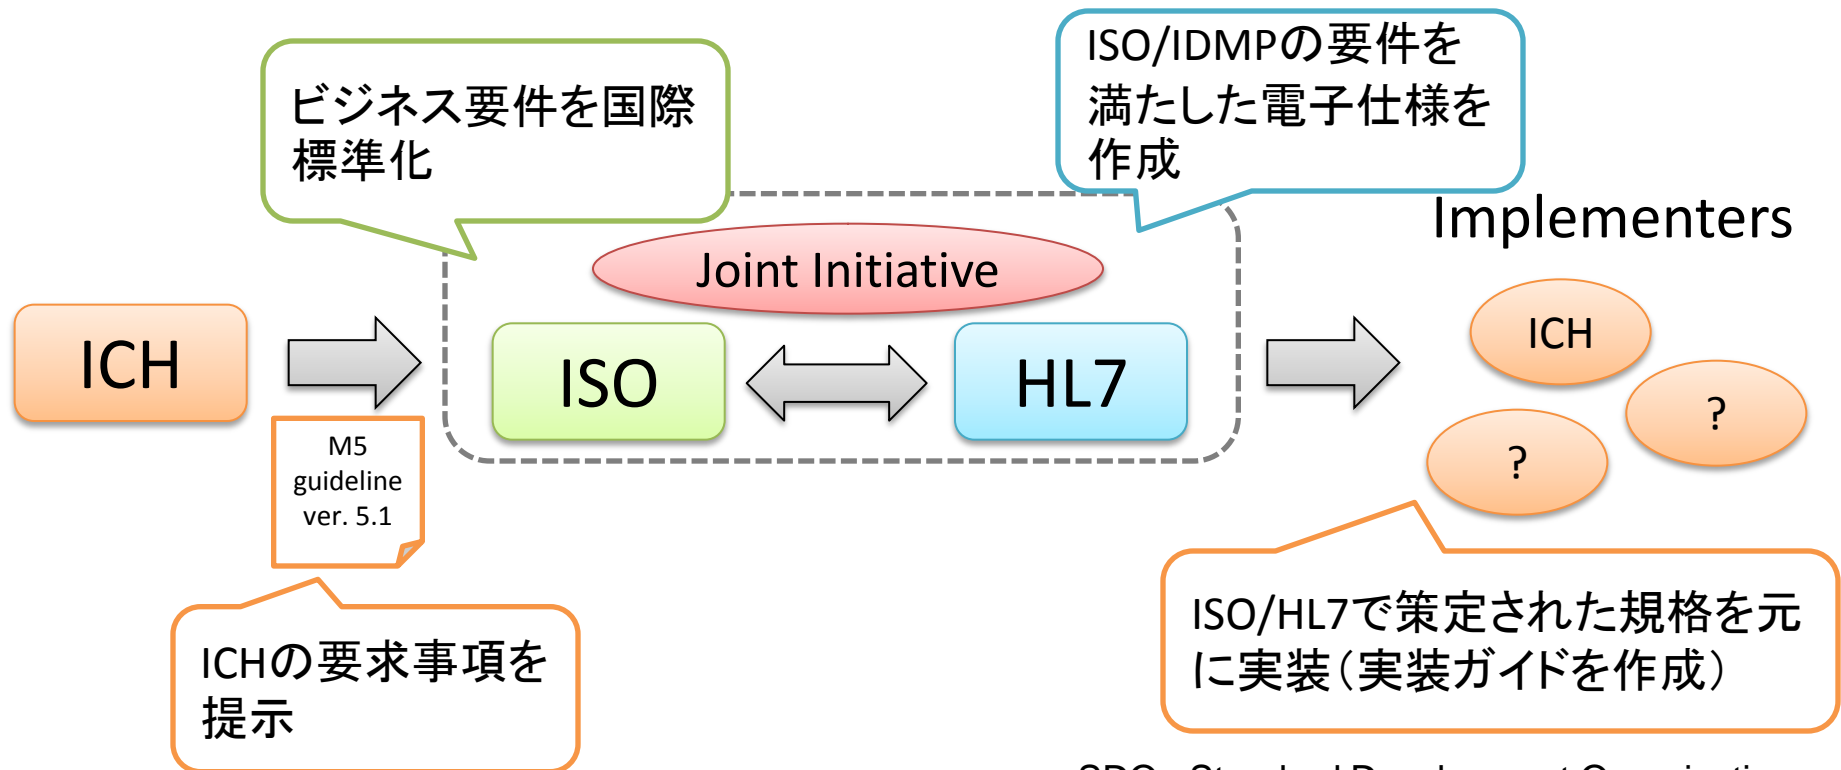 ビジネス要件を国際
標準化
ISO/IDMPの要件を
満たした電子仕様を
作成
Implementers
Joint Initiative
ICH
ISO
HL7
ICH
?
?
M5
guideline
ver. 5.1
ICHの要求事項を
提示
ISO/HL7で策定された規格を元
に実装(実装ガイドを作成)